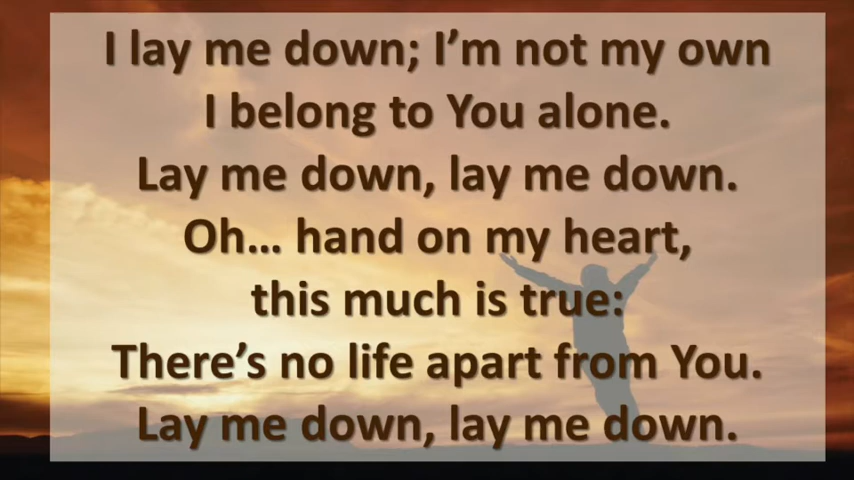 I lay me down; I’m not my own
I belong to You alone.
Lay me down, lay me down.
Oh… hand on my heart,
this much is true:
There’s no life apart from You.
Lay me down, lay me down.